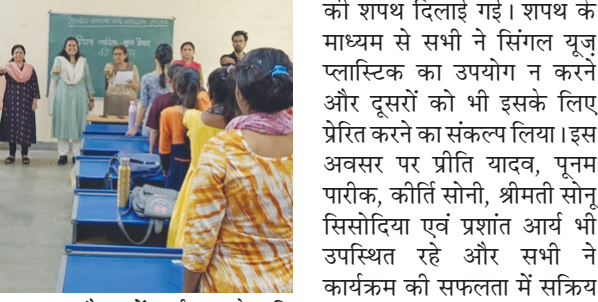 की शपथ दिलाई गई। शपथ के
माध्यम से सभी ने सिंगल यूज़
प्लास्टिक का उपयोग न करने
और दूसरों को भी इसके लिए
प्रेरित करने का संकल्प लिया। इस
अवसर पर प्रीति यादव, पूनम
पारीक, कीर्ति सोनी, श्रीमती सोनू
सिसोदिया एवं प्रशांत आर्य भी
उपस्थित रहे और सभी ने
कार्यक्रम की सफलता में सक्रिय